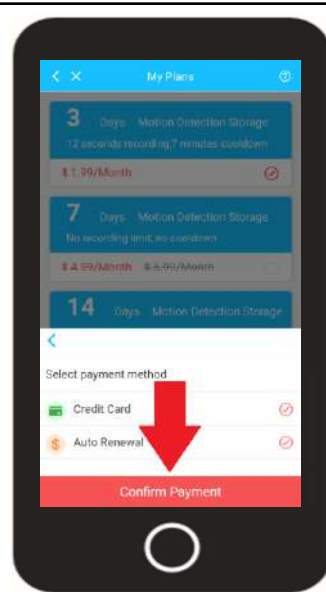 My Plans
3 Days Motion Detection Storage
12 seconds recording,7 minutes cooldown
$ 1.99/Month
7 Days Motion Detection Storage
No recording limit, no cooldown
$ 4.99/Month $ 6.99/Month
14 Days Motion Detection Storage
Select payment method
Credit Card
Auto Renewal
Confirm Payment